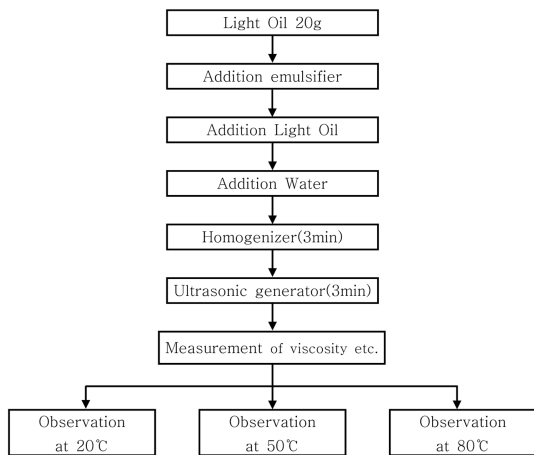 Light Oil 20g
Addition emulsifier
Addition Light Oil
Addition Water
Homogenizer(3min)
Ultrasonic generator(3min)
Measurement of viscosity etc.
Observation
at 20℃
Observation
at 50℃
Observation
at 80℃